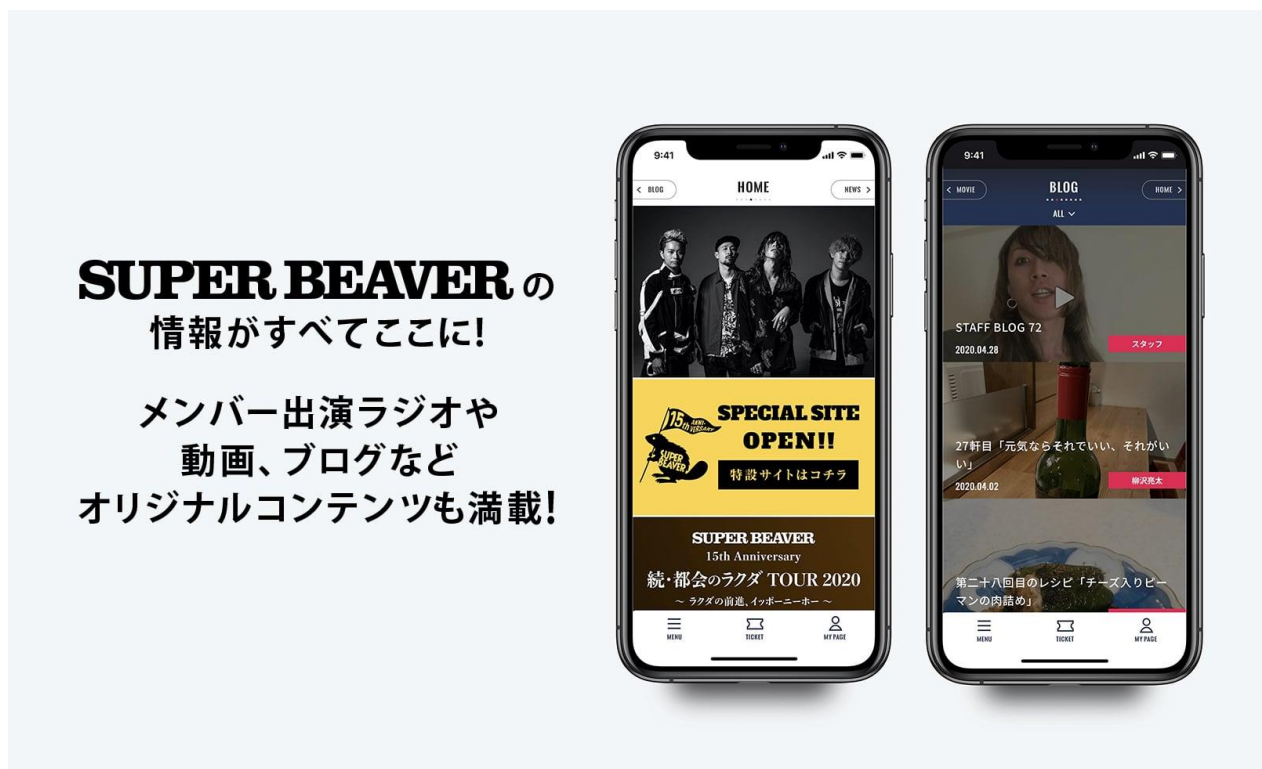 SUPER BEAVERの
情報がすべてここに!
メンバー出演ラジオや
動画、ブログなど
オリジナルコンテンツも満載!
9:41
< BLOG
HOME
NEWS >
15th ANNIVERSARY
SUPER BEAVER
SPECIAL SITE
OPEN!!
特設サイトはコチラ
SUPER BEAVER
15th Anniversary
続・都会のラクダ TOUR 2020
～ ラクダの前進、イッポーニーホー ～
MENU
TICKET
MY PAGE
9:41
< MOVIE
BLOG
HOME >
ALL
STAFF BLOG 72
2020.04.28
スタッフ
27軒目「元気ならそれでいい、それがい
い」
2020.04.02
柳沢亮太
第二十八回目のレシピ「チーズ入りピー
マンの肉詰め」
MENU
TICKET
MY PAGE